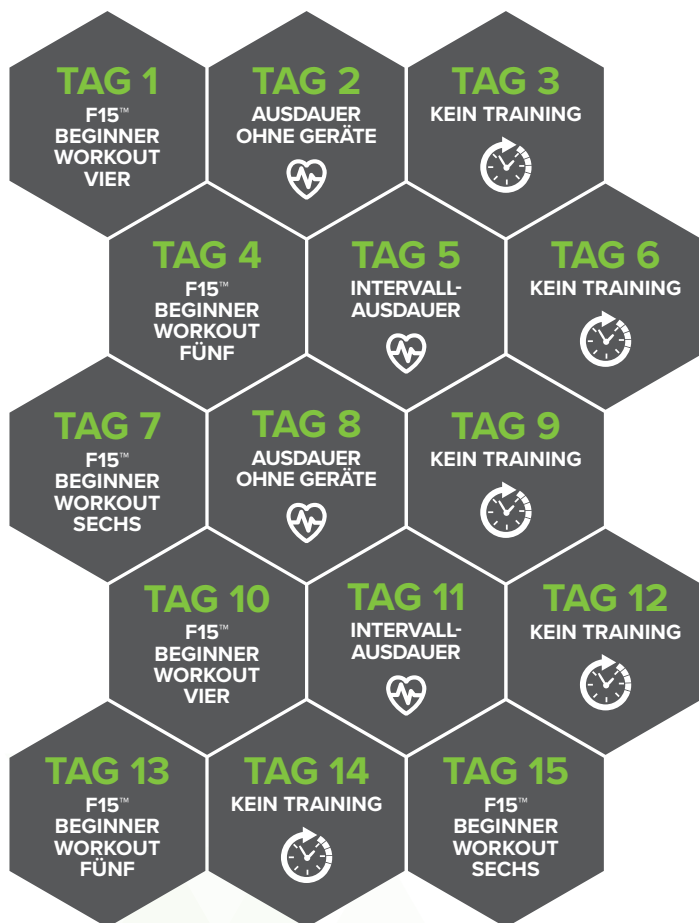 TAG 1
F15™
BEGINNER
WORKOUT
VIER
TAG 2
AUSDAUER
OHNE GERÄTE
TAG 3
KEIN TRAINING
TAG 4
F15™
BEGINNER
WORKOUT
FÜNF
TAG 5
INTERVALL-
AUSDAUER
TAG 6
KEIN TRAINING
TAG 7
F15™
BEGINNER
WORKOUT
SECHS
TAG 8
AUSDAUER
OHNE GERÄTE
TAG 9
KEIN TRAINING
TAG 10
F15™
BEGINNER
WORKOUT
VIER
TAG 11
INTERVALL-
AUSDAUER
TAG 12
KEIN TRAINING
TAG 13
F15™
BEGINNER
WORKOUT
FÜNF
TAG 14
KEIN TRAINING
TAG 15
F15™
BEGINNER
WORKOUT
SECHS